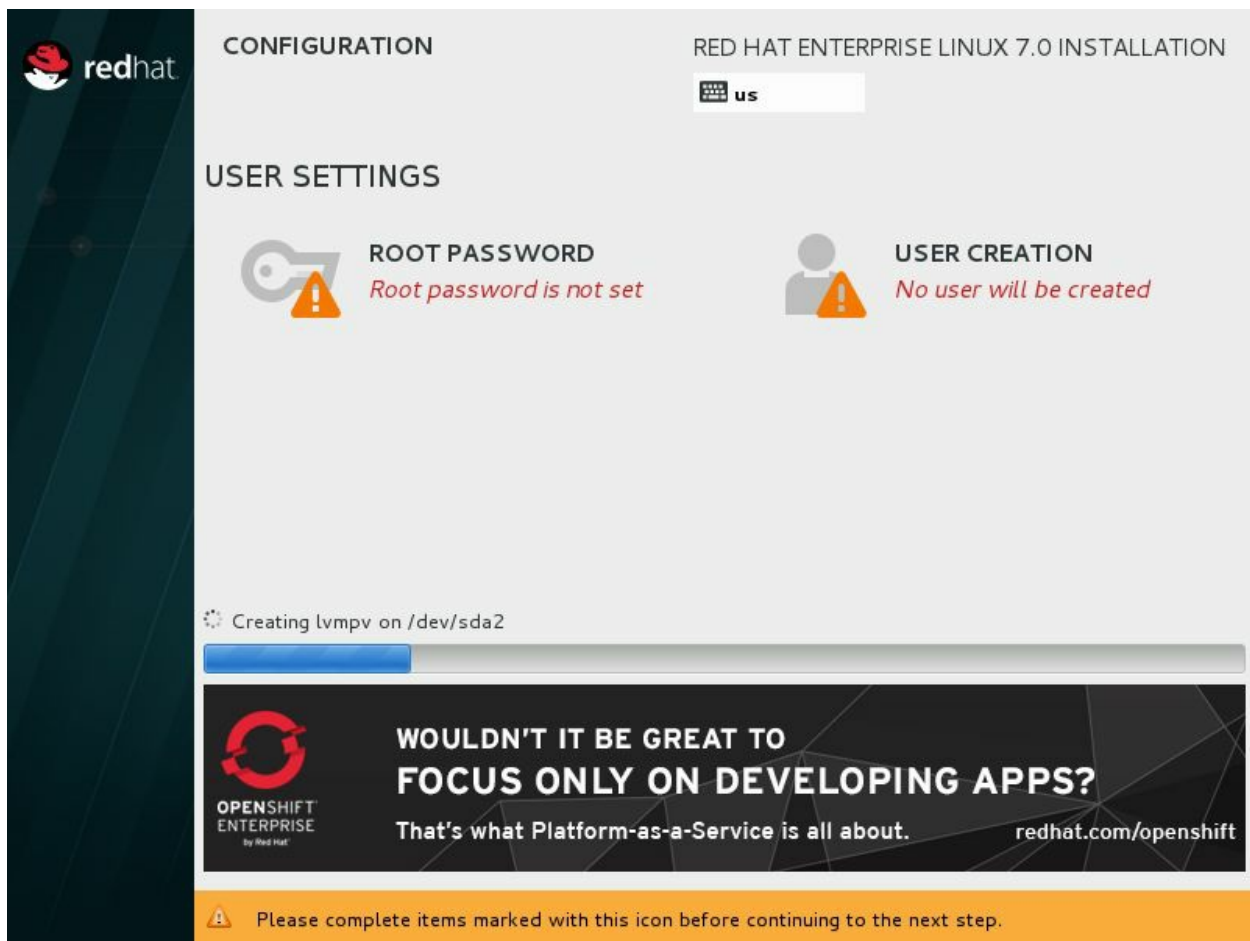 redhat
CONFIGURATION
RED HAT ENTERPRISE LINUX 7.0 INSTALLATION
us
USER SETTINGS
ROOT PASSWORD
Root password is not set
USER CREATION
No user will be created
Creating lvmpv on /dev/sda2
OPENSHIFT
ENTERPRISE
by Red Hat
WOULDN'T IT BE GREAT TO
FOCUS ONLY ON DEVELOPING APPS?
That's what Platform-as-a-Service is all about.
redhat.com/openshift
Please complete items marked with this icon before continuing to the next step.